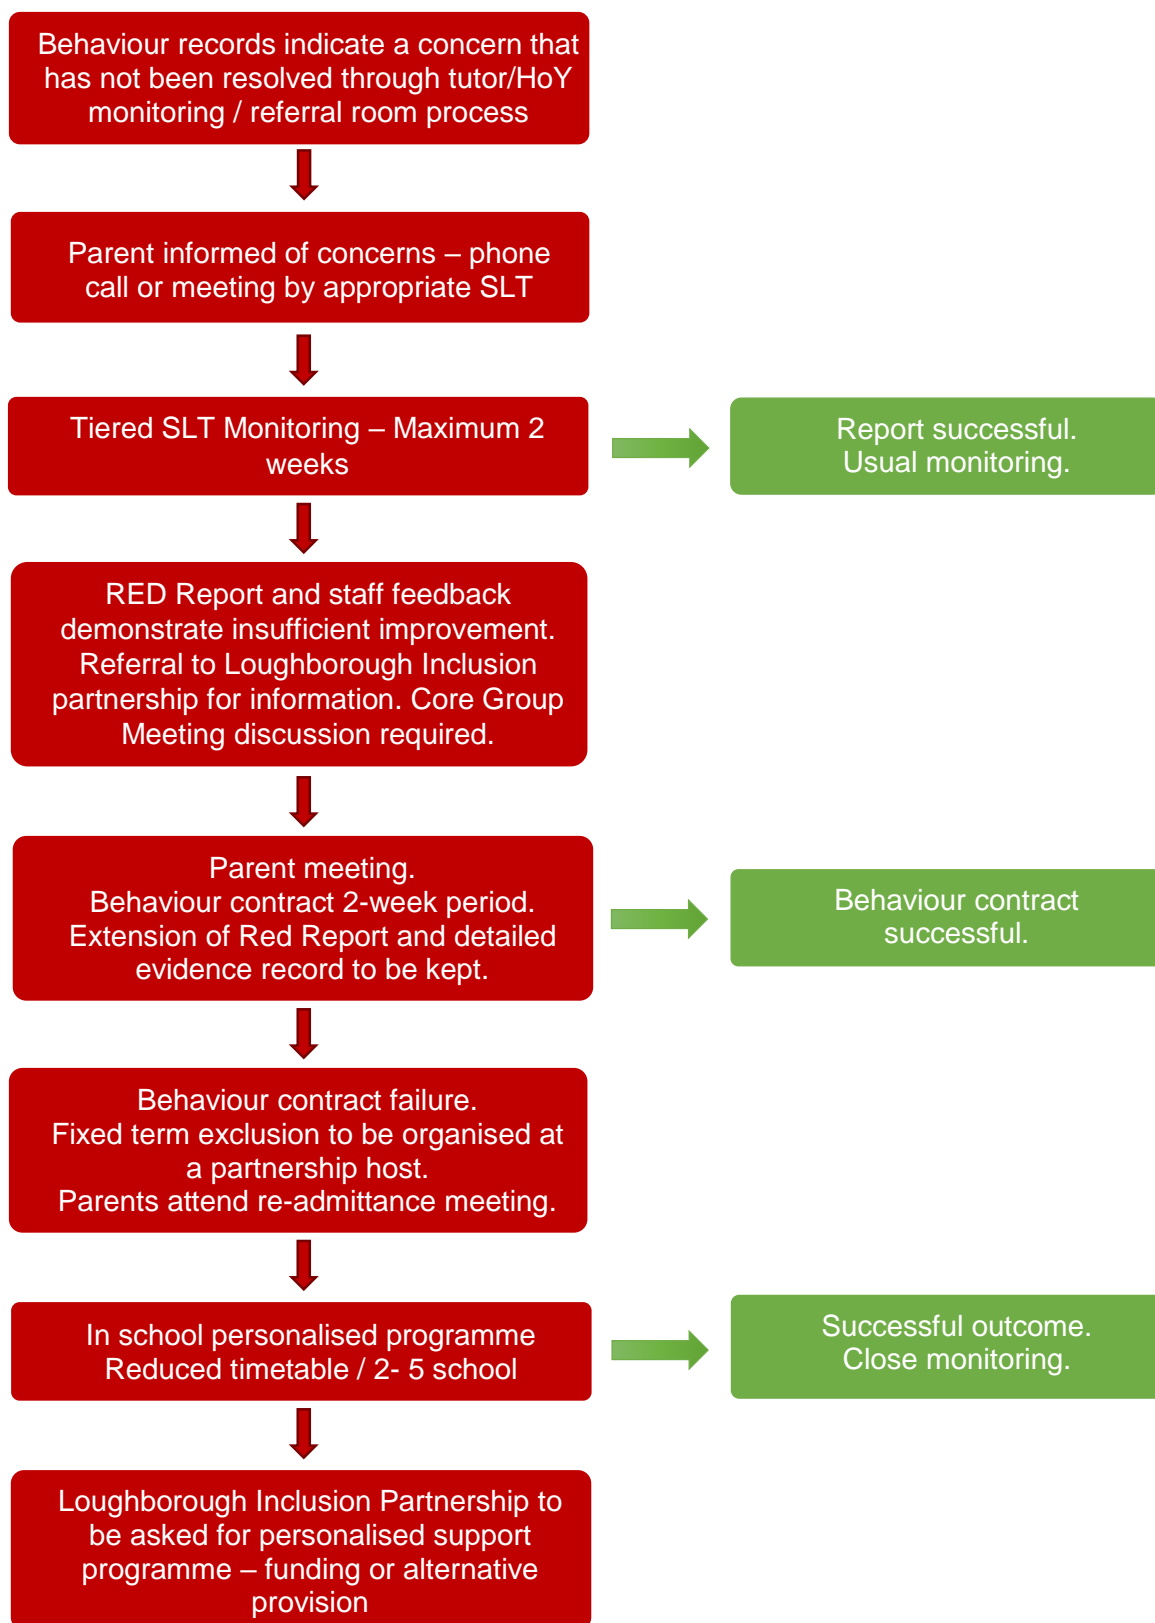 Behaviour records indicate a concern that
has not been resolved through tutor/HoY
monitoring / referral room process
Parent informed of concerns – phone
call or meeting by appropriate SLT
Tiered SLT Monitoring – Maximum 2
weeks
Report successful.
Usual monitoring.
RED Report and staff feedback
demonstrate insufficient improvement.
Referral to Loughborough Inclusion
partnership for information. Core Group
Meeting discussion required.
Parent meeting.
Behaviour contract 2-week period.
Extension of Red Report and detailed
evidence record to be kept.
Behaviour contract
successful.
Behaviour contract failure.
Fixed term exclusion to be organised at
a partnership host.
Parents attend re-admittance meeting.
In school personalised programme
Reduced timetable / 2- 5 school
Successful outcome.
Close monitoring.
Loughborough Inclusion Partnership to
be asked for personalised support
programme – funding or alternative
provision